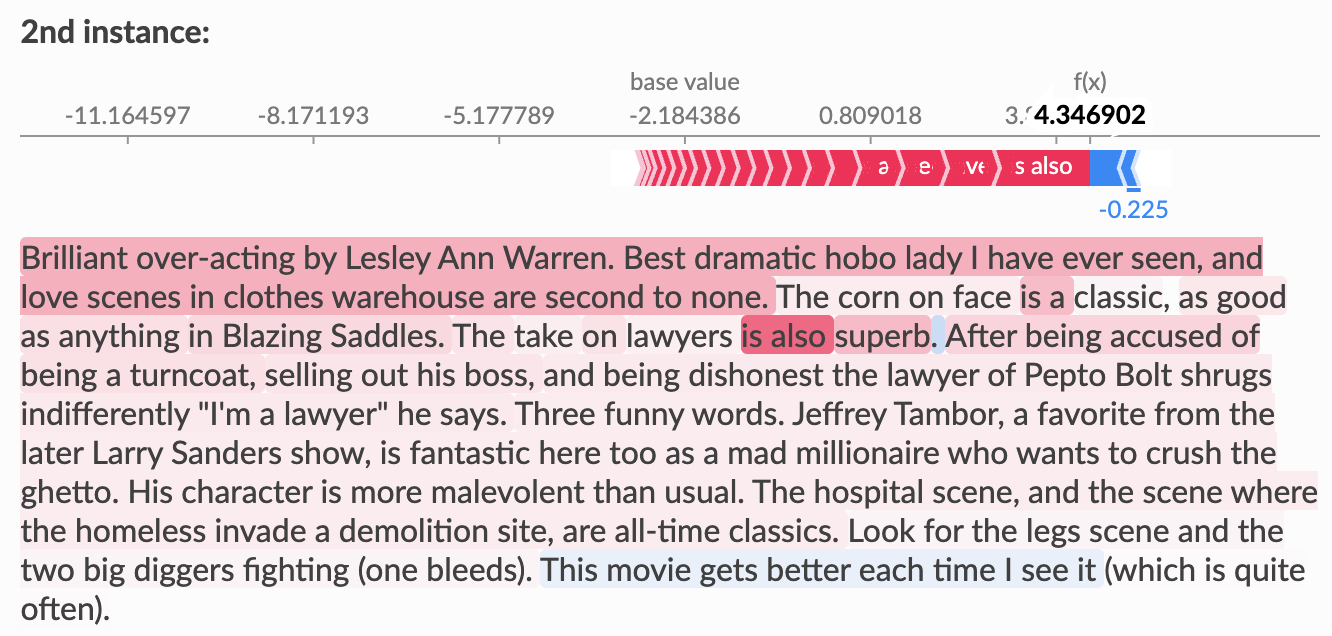 2nd instance:
base value f(x)
-11.164597 -8.171193 -5.177789 -2.184386 0.809018 3. 4.346902
a e ve s also
-0.225
Brilliant over-acting by Lesley Ann Warren. Best dramatic hobo lady I have ever seen, and
love scenes in clothes warehouse are second to none. The corn on face is a classic, as good
as anything in Blazing Saddles. The take on lawyers is also superb. After being accused of
being a turncoat, selling out his boss, and being dishonest the lawyer of Pepto Bolt shrugs
indifferently "I'm a lawyer" he says. Three funny words. Jeffrey Tambor, a favorite from the
later Larry Sanders show, is fantastic here too as a mad millionaire who wants to crush the
ghetto. His character is more malevolent than usual. The hospital scene, and the scene where
the homeless invade a demolition site, are all-time classics. Look for the legs scene and the
two big diggers fighting (one bleeds). This movie gets better each time I see it (which is quite
often).